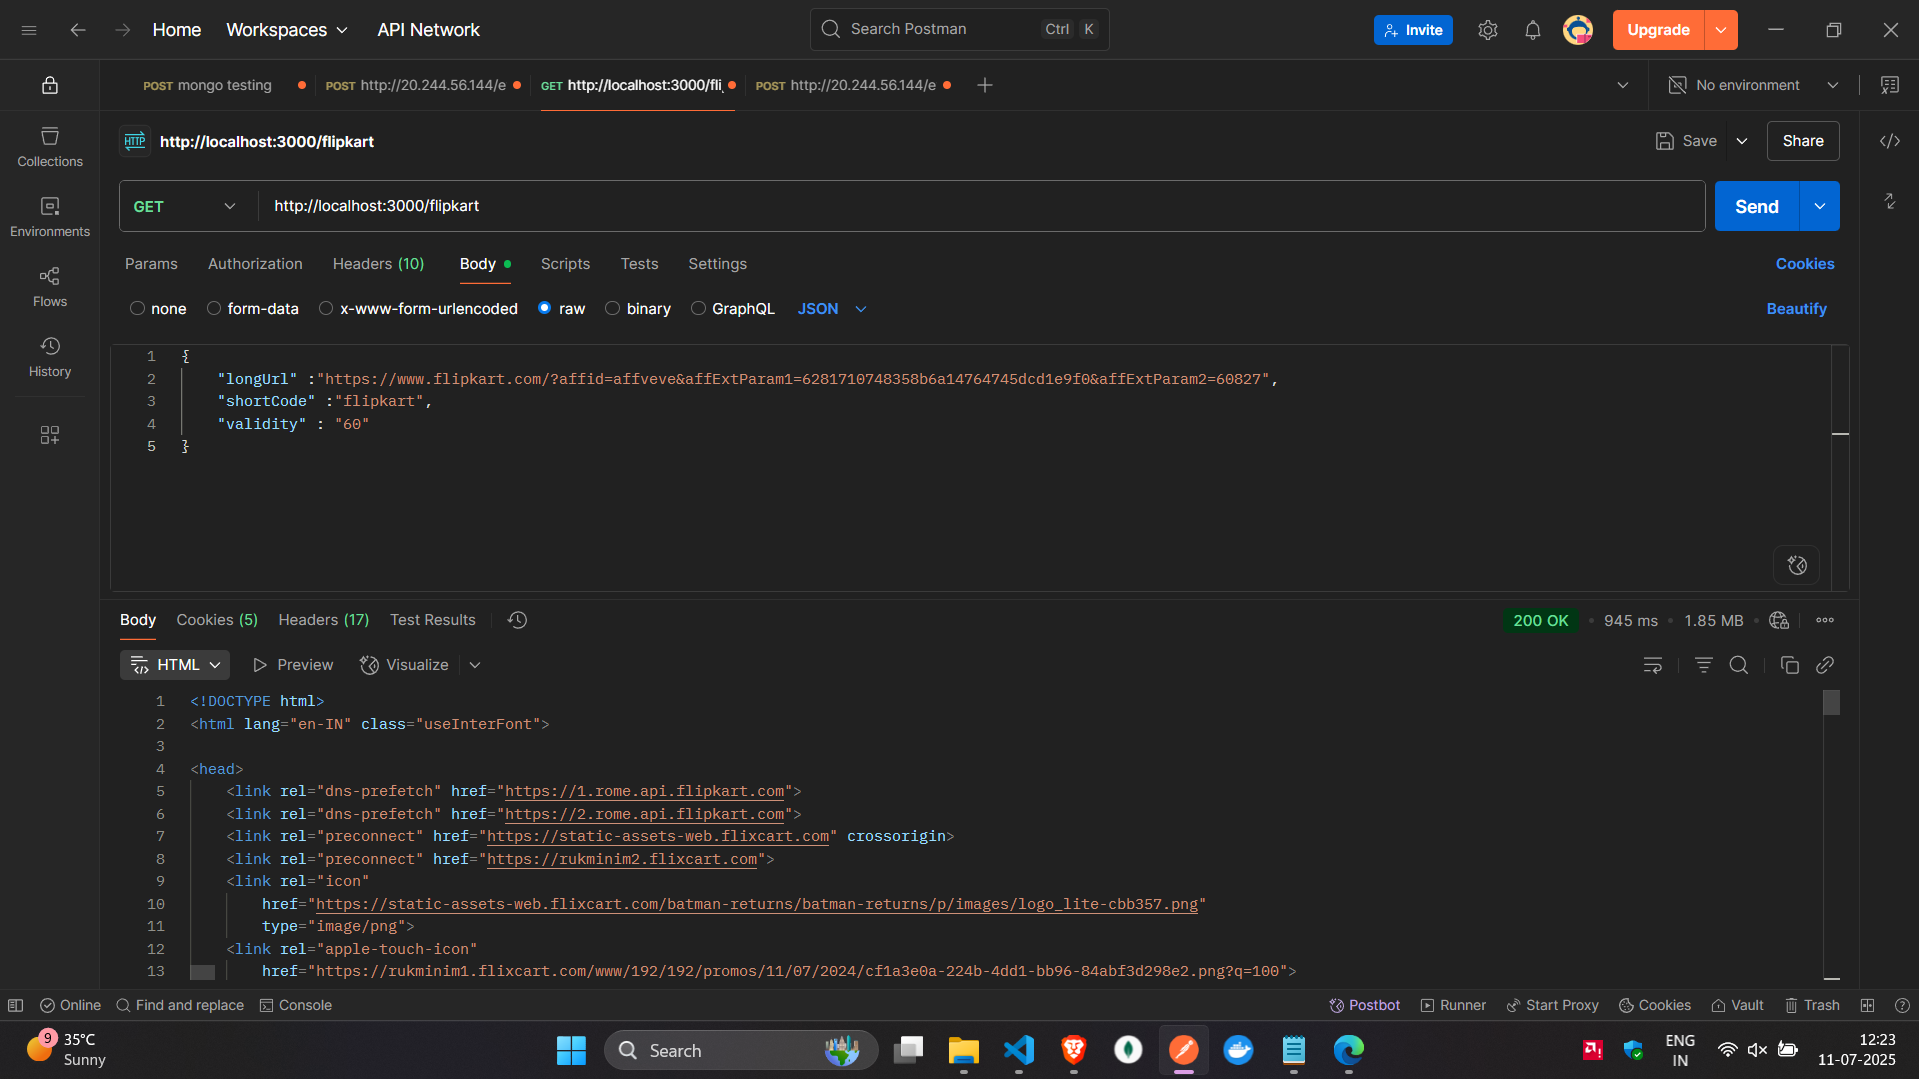 Home Workspaces API Network Search Postman Ctrl K Invite Upgrade
POST mongo testing POST http://20.244.56.144/e GET http://localhost:3000/fli POST http://20.244.56.144/e No environment
HTTP http://localhost:3000/flipkart Save Share
GET http://localhost:3000/flipkart Send
Params Authorization Headers (10) Body Scripts Tests Settings Cookies
none form-data x-www-form-urlencoded raw binary GraphQL JSON Beautify
Collections
Environments
Flows
History
1 {
2 "longUrl" :"https://www.flipkart.com/?affid=affveve&affExtParam1=6281710748358b6a14764745dcd1e9f0&affExtParam2=60827",
3 "shortCode" :"flipkart",
4 "validity" : "60"
5 }
Body Cookies (5) Headers (17) Test Results 200 OK 945 ms 1.85 MB
HTML Preview Visualize
1 <!DOCTYPE html>
2 <html lang="en-IN" class="useInterFont">
3
4 <head>
5 <link rel="dns-prefetch" href="https://1.rome.api.flipkart.com">
6 <link rel="dns-prefetch" href="https://2.rome.api.flipkart.com">
7 <link rel="preconnect" href="https://static-assets-web.flixcart.com" crossorigin>
8 <link rel="preconnect" href="https://rukminim2.flixcart.com">
9 <link rel="icon"
10 href="https://static-assets-web.flixcart.com/batman-returns/batman-returns/p/images/logo_lite-cbb357.png"
11 type="image/png">
12 <link rel="apple-touch-icon"
13 href="https://rukminim1.flixcart.com/www/192/192/promos/11/07/2024/cf1a3e0a-224b-4dd1-bb96-84abf3d298e2.png?q=100">
Online Find and replace Console Postbot Runner Start Proxy Cookies Vault Trash
9 35°C
Sunny
Search
ENG
IN
12:23
11-07-2025